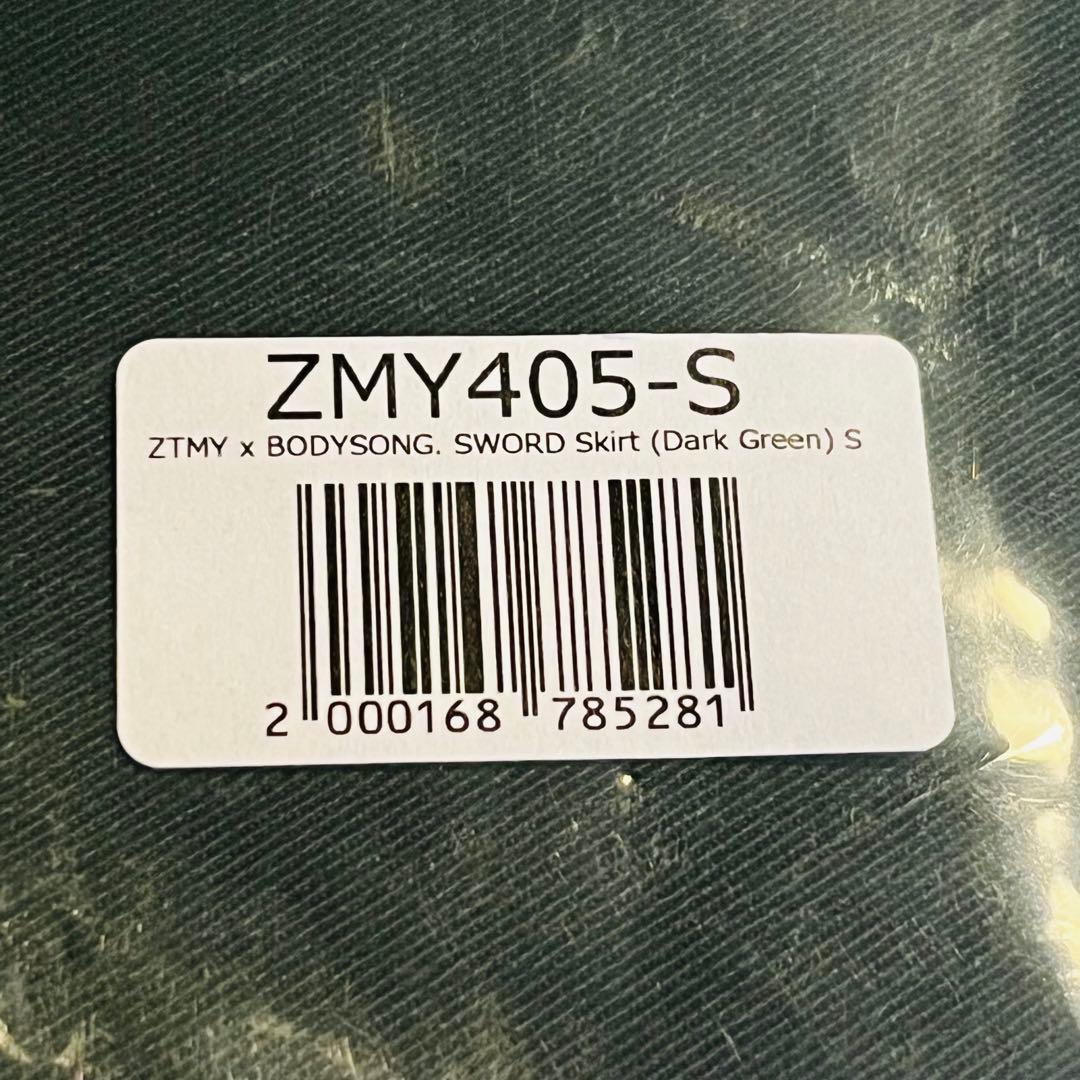 ZMY405-S
ZTMY x BODYSONG. SWORD Skirt (Dark Green) S
2 000168 785281